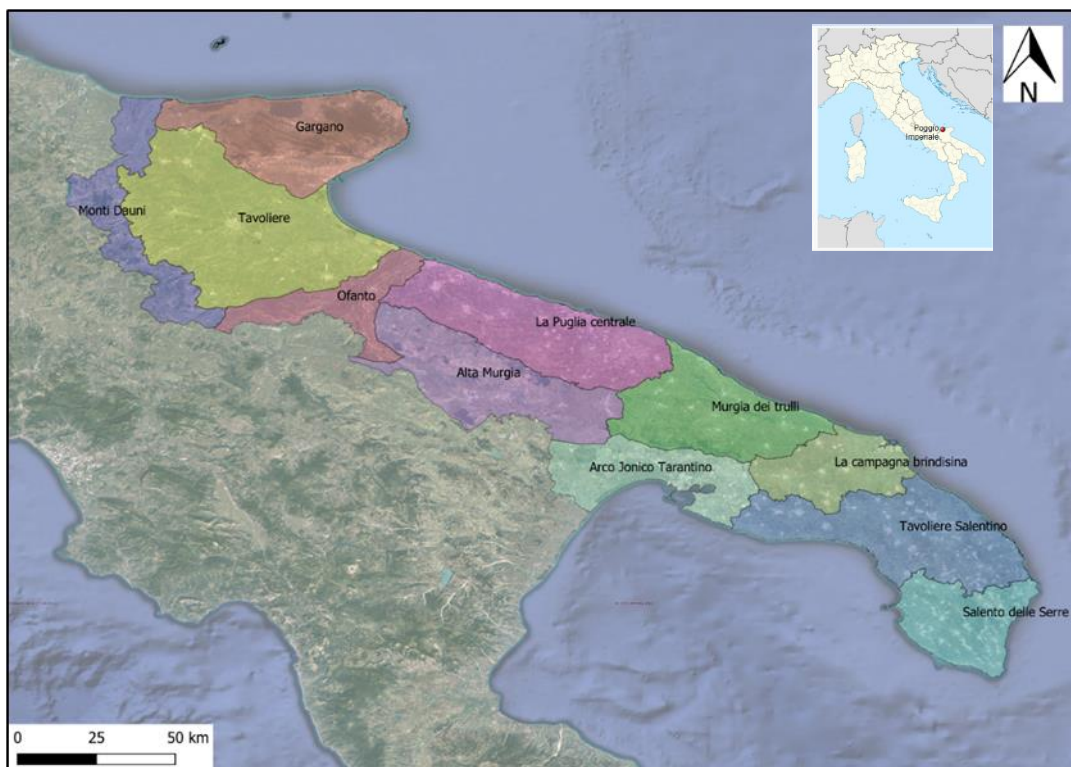 Poggio
Imperiale
N
Gargano
Monti Dauni
Tavoliere
Ofanto
La Puglia centrale
Alta Murgia
Murgia dei trulli
La campagna brindisina
Arco Jonico Tarantino
Tavoliere Salentino
Salento delle Serre
0 25 50 km